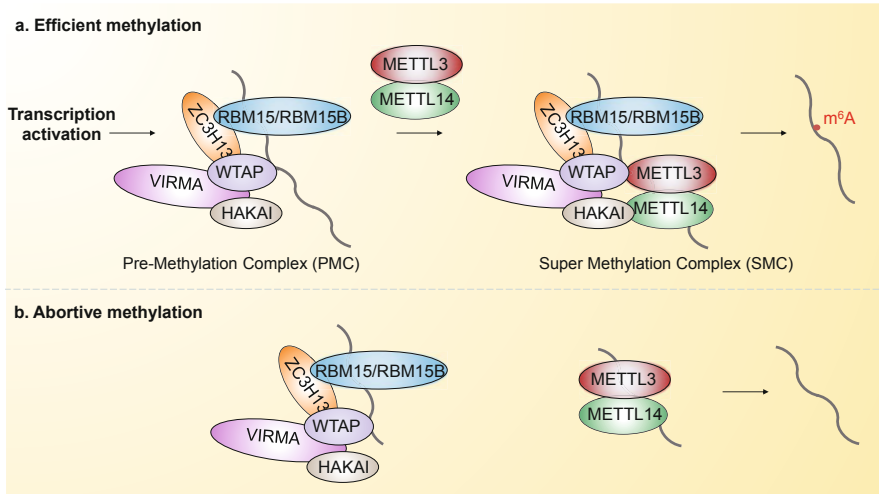 a. Efficient methylation
Transcription
activation
ZC3H13
RBM15/RBM15B
WTAP
VIRMA
HAKAI
Pre-Methylation Complex (PMC)
METTL3
METTL14
ZC3H13
RBM15/RBM15B
WTAP
METTL3
VIRMA
HAKAI
METTL14
Super Methylation Complex (SMC)
m⁶A
b. Abortive methylation
ZC3H13
RBM15/RBM15B
WTAP
VIRMA
HAKAI
METTL3
METTL14